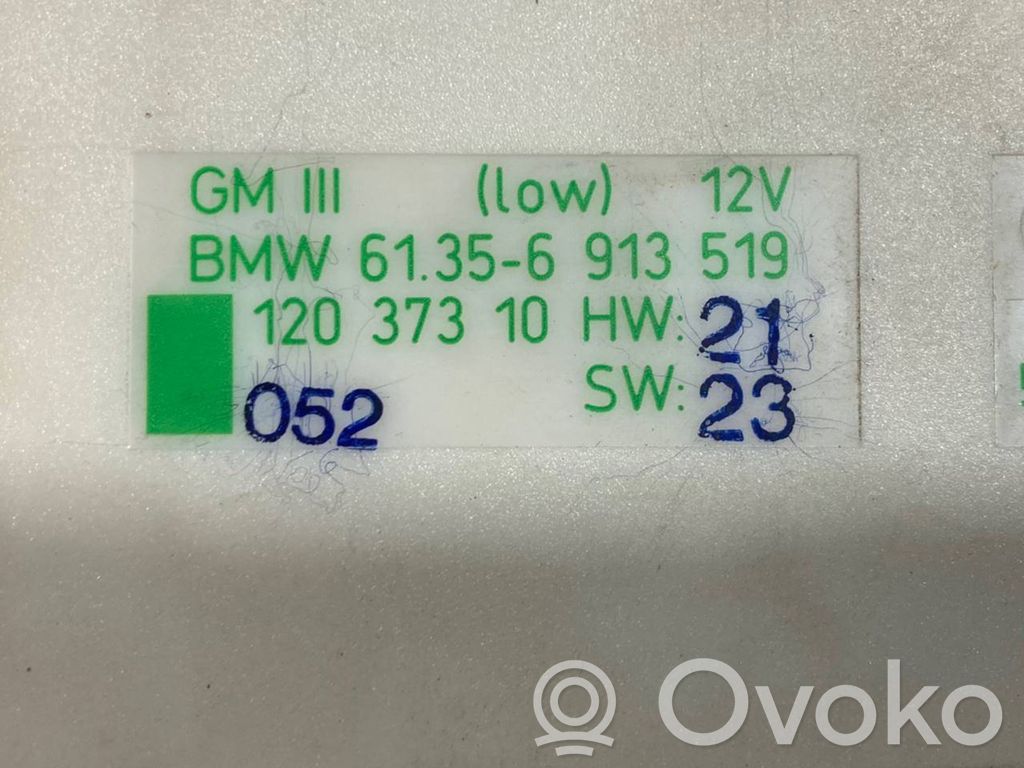 GM III (low) 12V
BMW 61.35-6 913 519
120 373 10 HW: 21
SW: 23
052
Ovoko